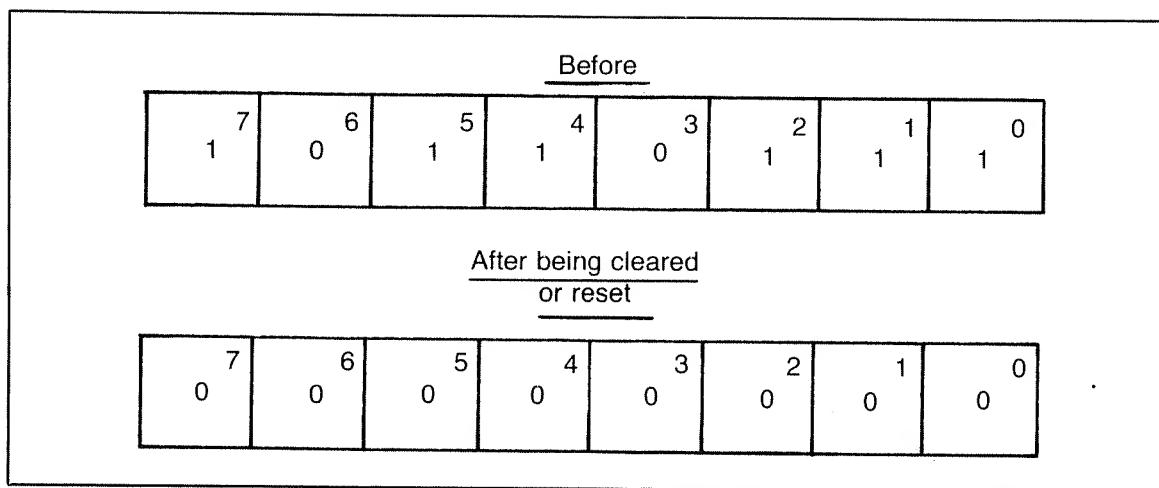 Before
7 6 5 4 3 2 1 0
1 0 1 1 0 1 1 1
After being cleared
or reset
7 6 5 4 3 2 1 0
0 0 0 0 0 0 0 0